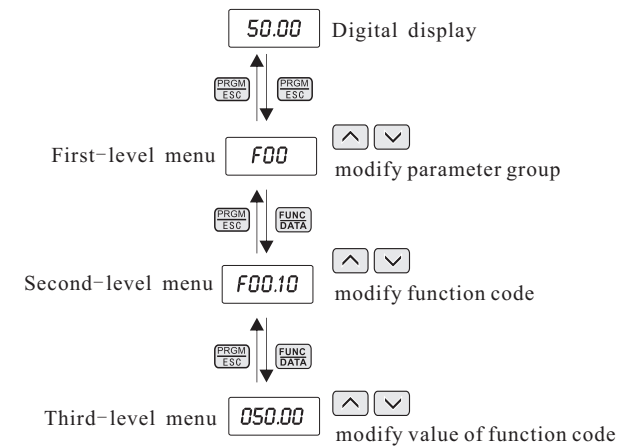 50.00 Digital display
PRGM PRGM
ESC ESC
First-level menu F00
modify parameter group
PRGM FUNC
ESC DATA
Second-level menu F00.10
modify function code
PRGM FUNC
ESC DATA
Third-level menu 050.00
modify value of function code